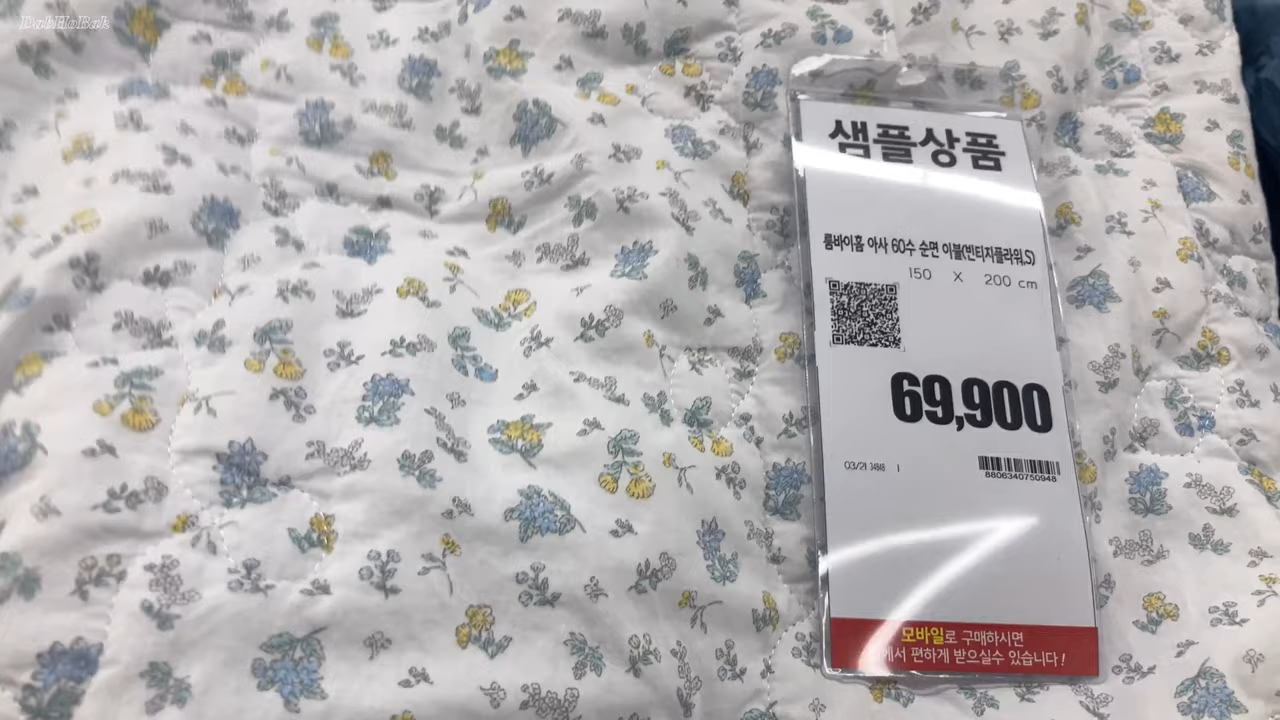 DalHoBak
샘플상품
룸바이홈 아사 60수 순면 이불(빈티지플라워,S)
150 X 200 cm
69,900
03/21 34848 1
8806340750948
모바일로 구매하시면
에서 편하게 받으실수 있습니다!